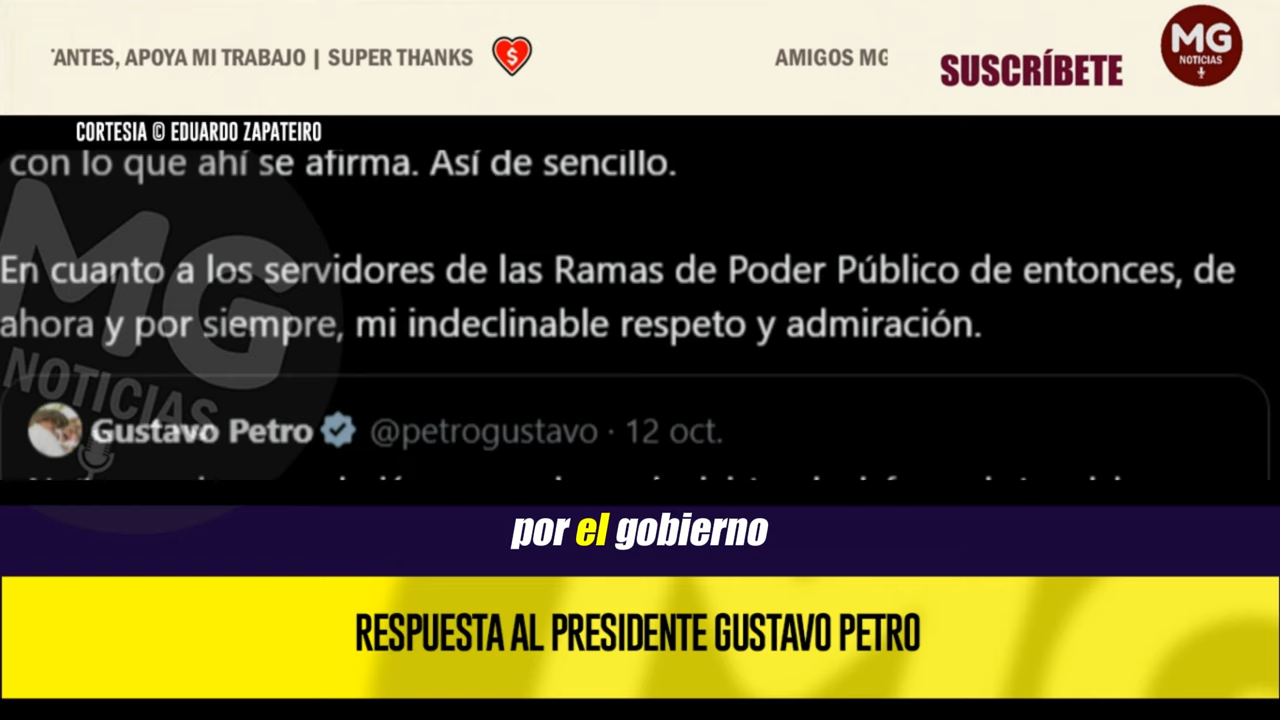 ANTES, APOYA MI TRABAJO | SUPER THANKS
AMIGOS MG
SUSCRÍBETE
MG
NOTICIAS
CORTESIA © EDUARDO ZAPATEIRO
con lo que ahí se afirma. Así de sencillo.
En cuanto a los servidores de las Ramas de Poder Público de entonces, de
ahora y por siempre, mi indeclinable respeto y admiración.
MG
NOTICIAS
Gustavo Petro @petrogustavo · 12 oct.
por el gobierno
RESPUESTA AL PRESIDENTE GUSTAVO PETRO